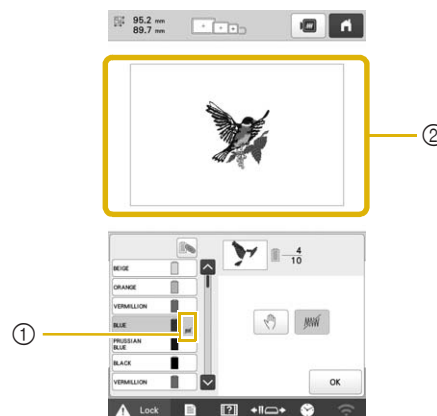 95.2 mm
89.7 mm
②
4
10
BEIGE
ORANGE
VERMILLION
BLUE
①
PRUSSIAN
BLUE
BLACK
VERMILLION
OK
Lock
?